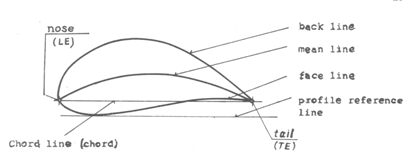 nose
(LE)
back line
mean line
face line
profile reference
line
Chord line (chord)
tail
(TE)